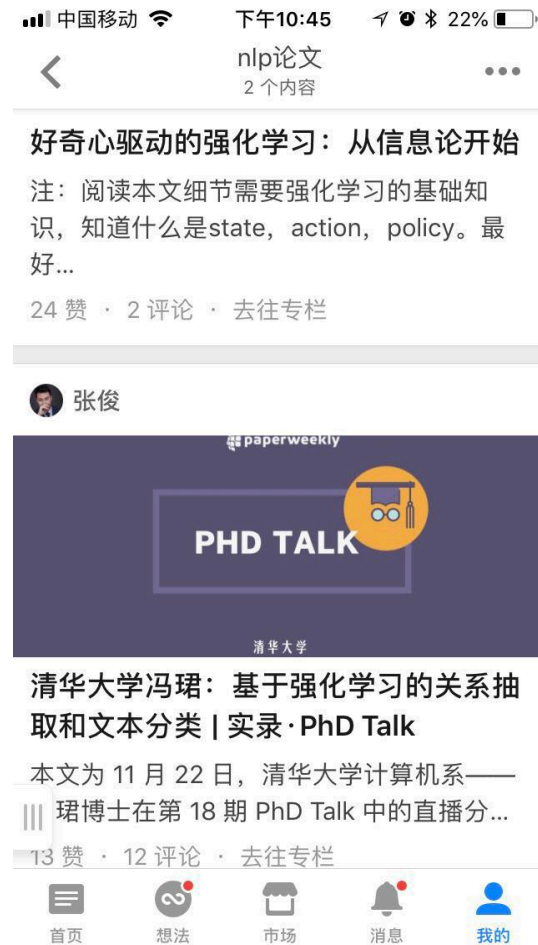 中国移动 下午10:45 22%
nlp论文
2 个内容
好奇心驱动的强化学习：从信息论开始
注：阅读本文细节需要强化学习的基础知
识，知道什么是state，action，policy。最
好...
24 赞 · 2 评论 · 去往专栏
张俊
paperweekly
PHD TALK
清华大学
清华大学冯珺：基于强化学习的关系抽
取和文本分类 | 实录·PhD Talk
本文为 11 月 22 日，清华大学计算机系——
珺博士在第 18 期 PhD Talk 中的直播分...
13 赞 · 12 评论 · 去往专栏
首页 想法 市场 消息 我的